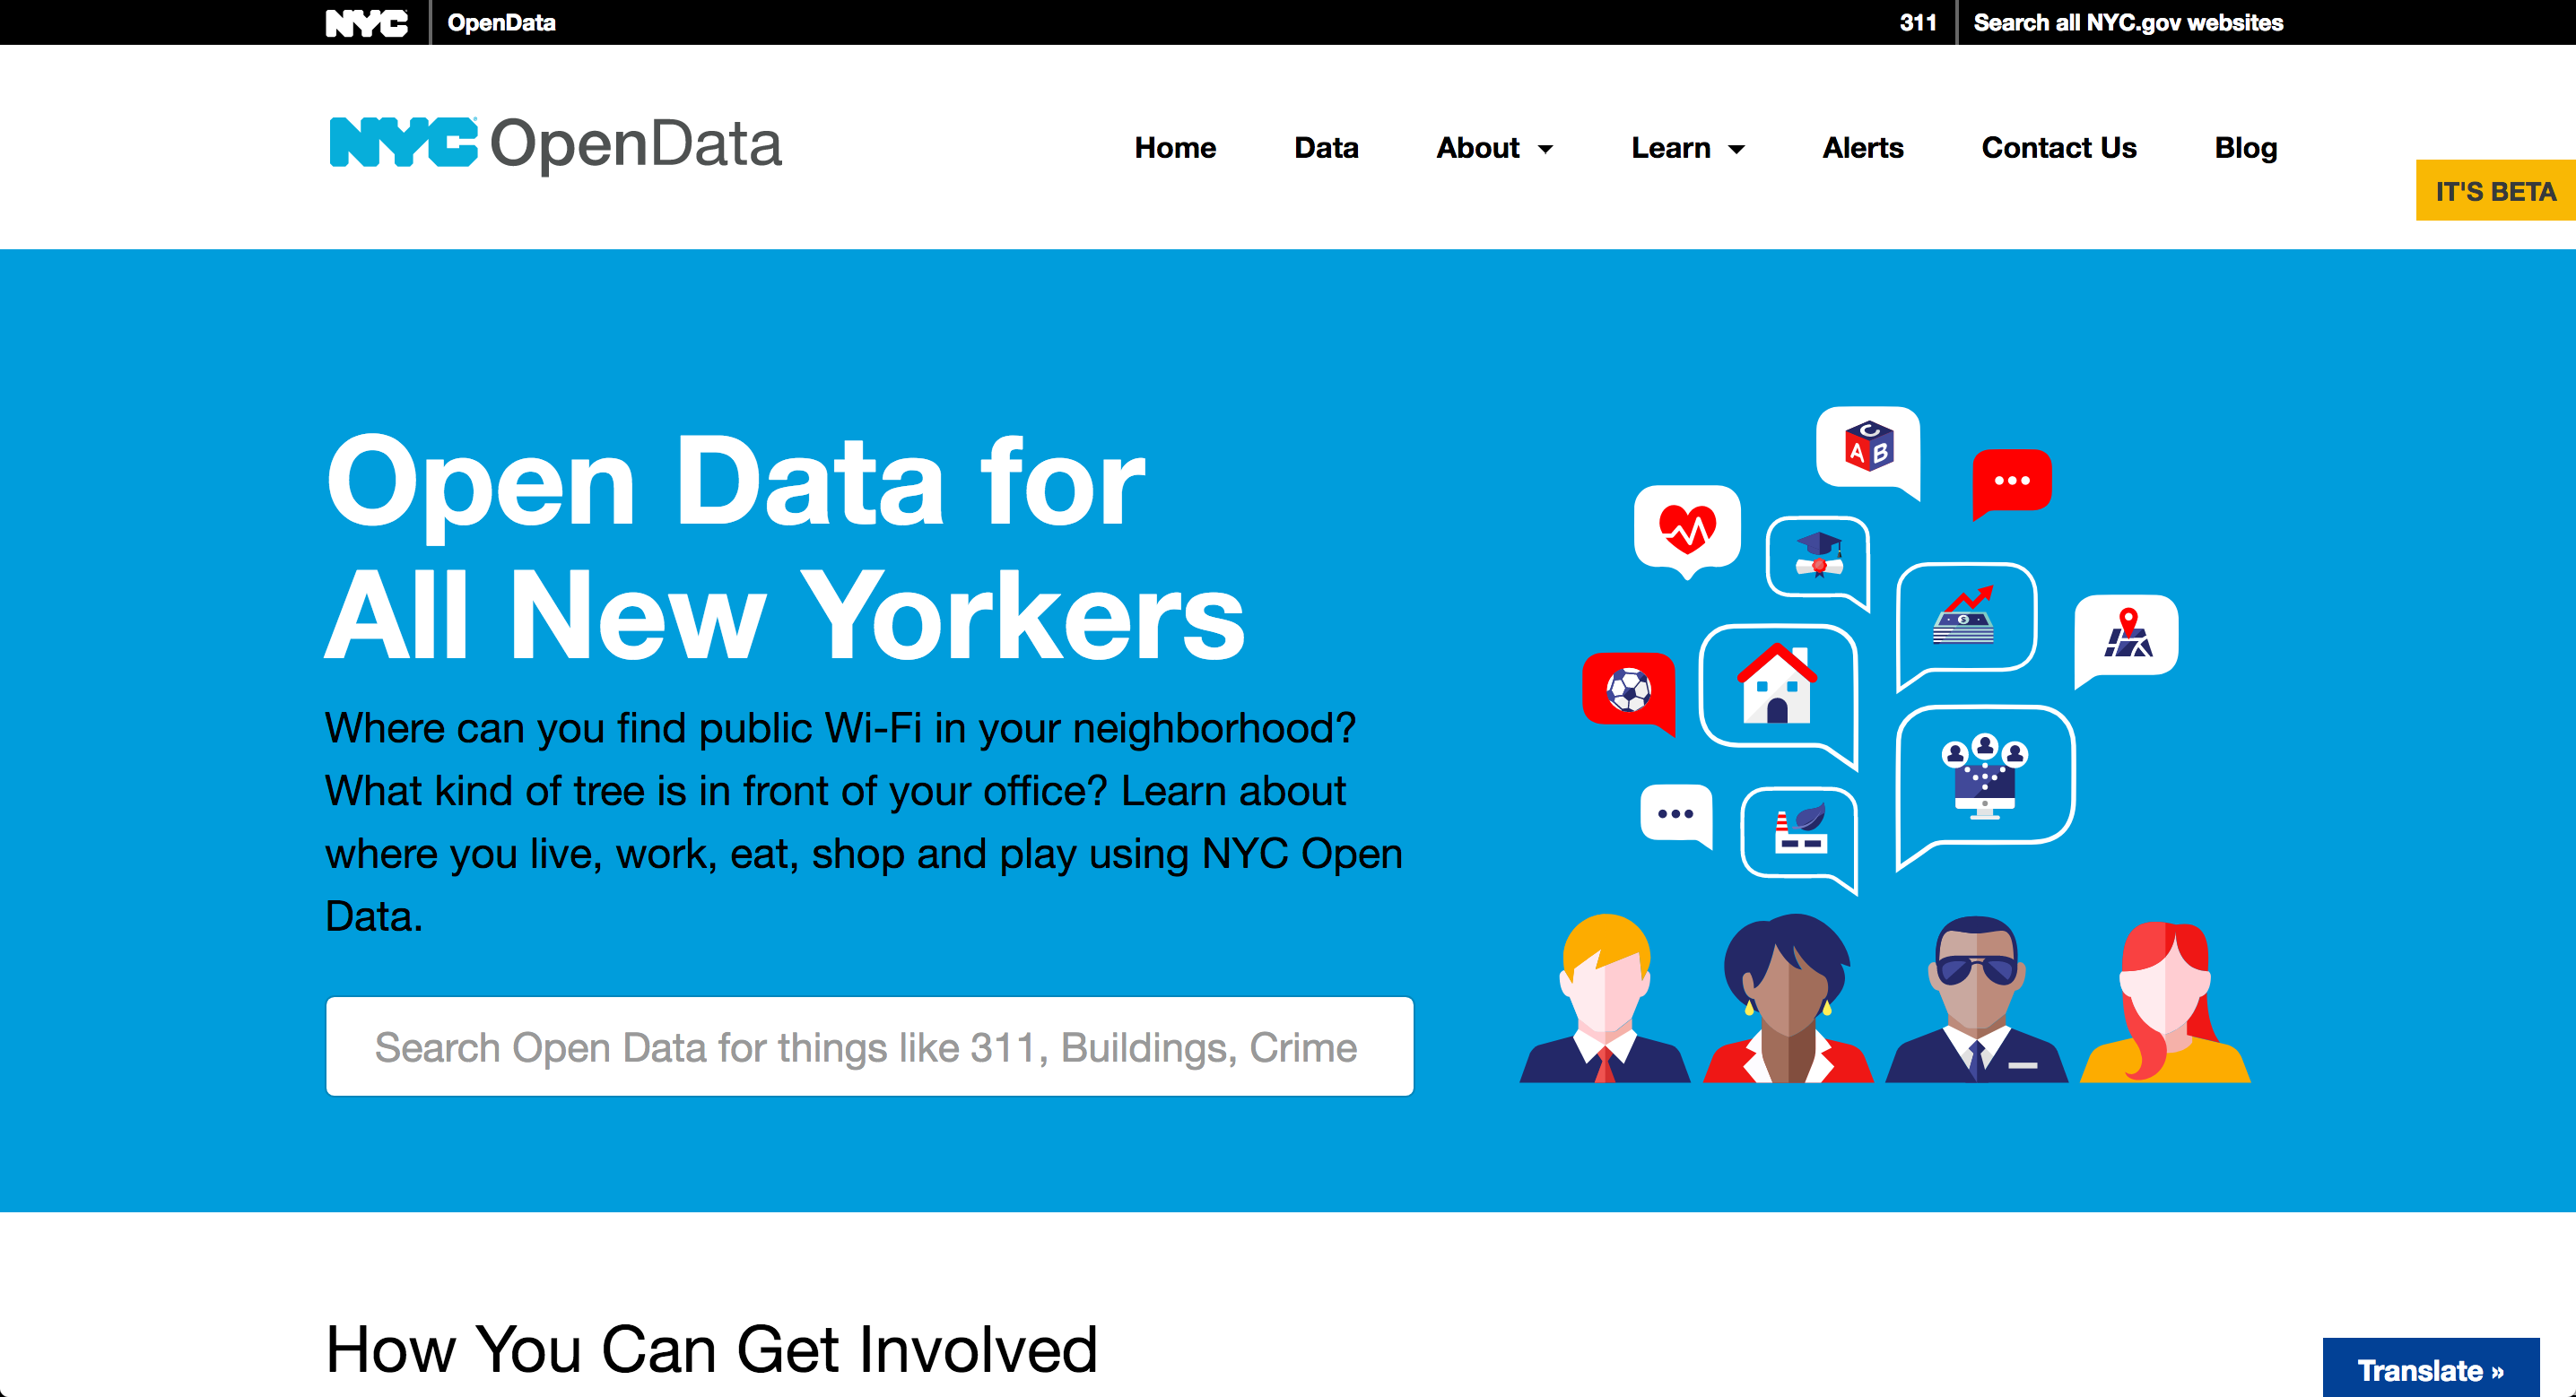 NYC OpenData 311 Search all NYC.gov websites
NYC OpenData Home Data About Learn Alerts Contact Us Blog
IT'S BETA
Open Data for
All New Yorkers
Where can you find public Wi-Fi in your neighborhood?
What kind of tree is in front of your office? Learn about
where you live, work, eat, shop and play using NYC Open
Data.
Search Open Data for things like 311, Buildings, Crime
C
A B
$
How You Can Get Involved
Translate »